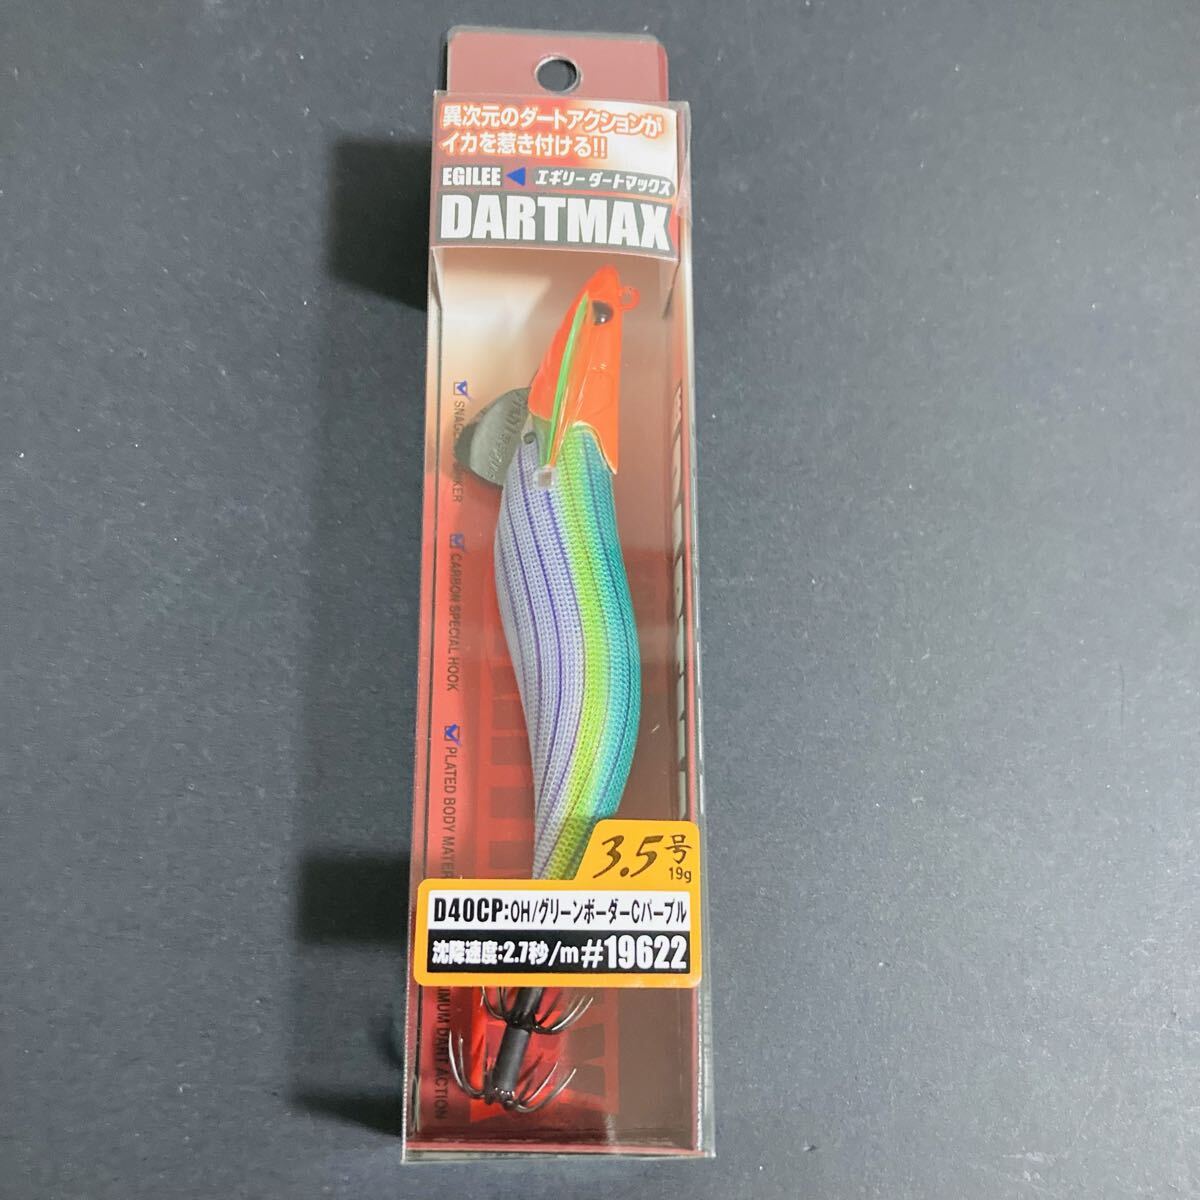 異次元のダートアクションが
イカを惹き付ける!!
EGILEE エギリーダートマックス
DARTMAX
CARBON SPECIAL HOOK
PLATED BODY
DART ACTION
3.5号
19g
D40CP:OH/グリーンボーダーCパープル
沈降速度:2.7秒/m #19622